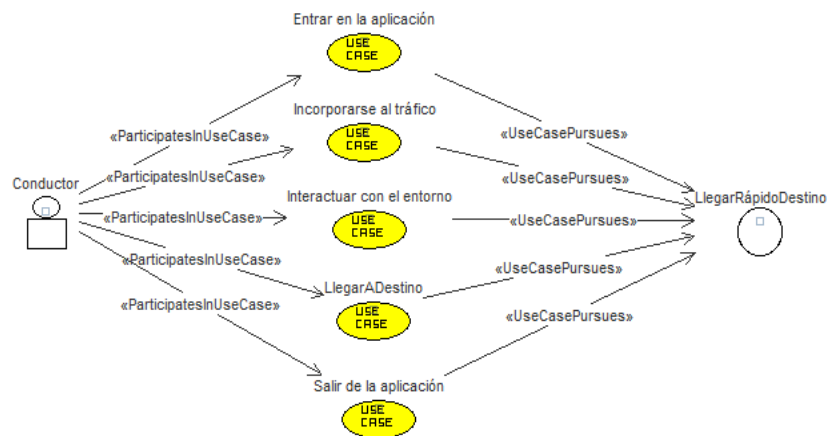 Entrar en la aplicación
USE
CASE
«ParticipatesInUseCase»
«UseCasePursues»
Incorporarse al tráfico
USE
CASE
«ParticipatesInUseCase»
«UseCasePursues»
Conductor
Interactuar con el entorno
LlegarRápidoDestino
«ParticipatesInUseCase»
USE
CASE
«UseCasePursues»
«ParticipatesInUseCase»
«UseCasePursues»
LlegarADestino
«ParticipatesInUseCase»
USE
CASE
«UseCasePursues»
Salir de la aplicación
USE
CASE